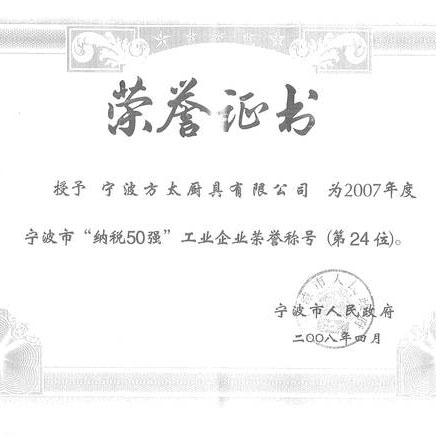 荣誉证书
授予 宁波方太厨具有限公司 为2007年度
宁波市“纳税50强”工业企业荣誉称号(第24位)。
宁波市人民政府
二〇〇八年四月